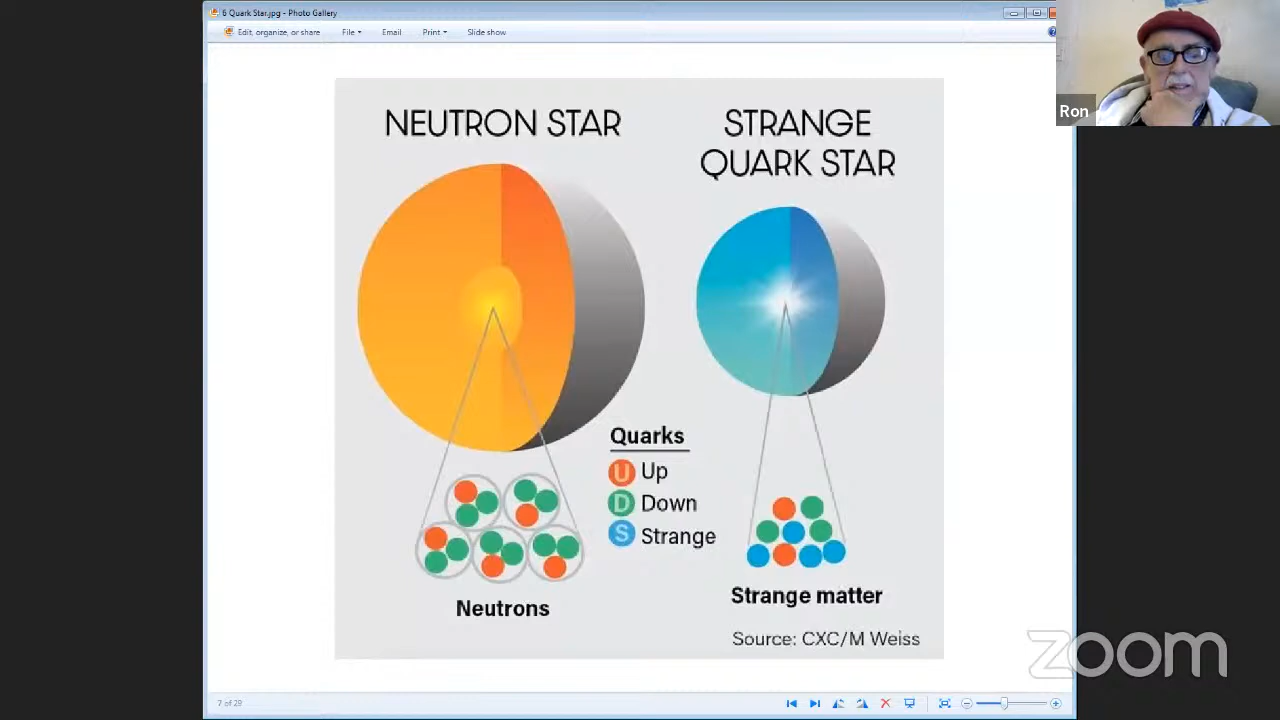 6 Quark Star.jpg - Photo Gallery
Edit, organize, or share File Email Print Slide show
Ron
NEUTRON STAR
STRANGE
QUARK STAR
Quarks
U Up
D Down
S Strange
Neutrons
Strange matter
Source: CXC/M Weiss
zoom
7 of 29